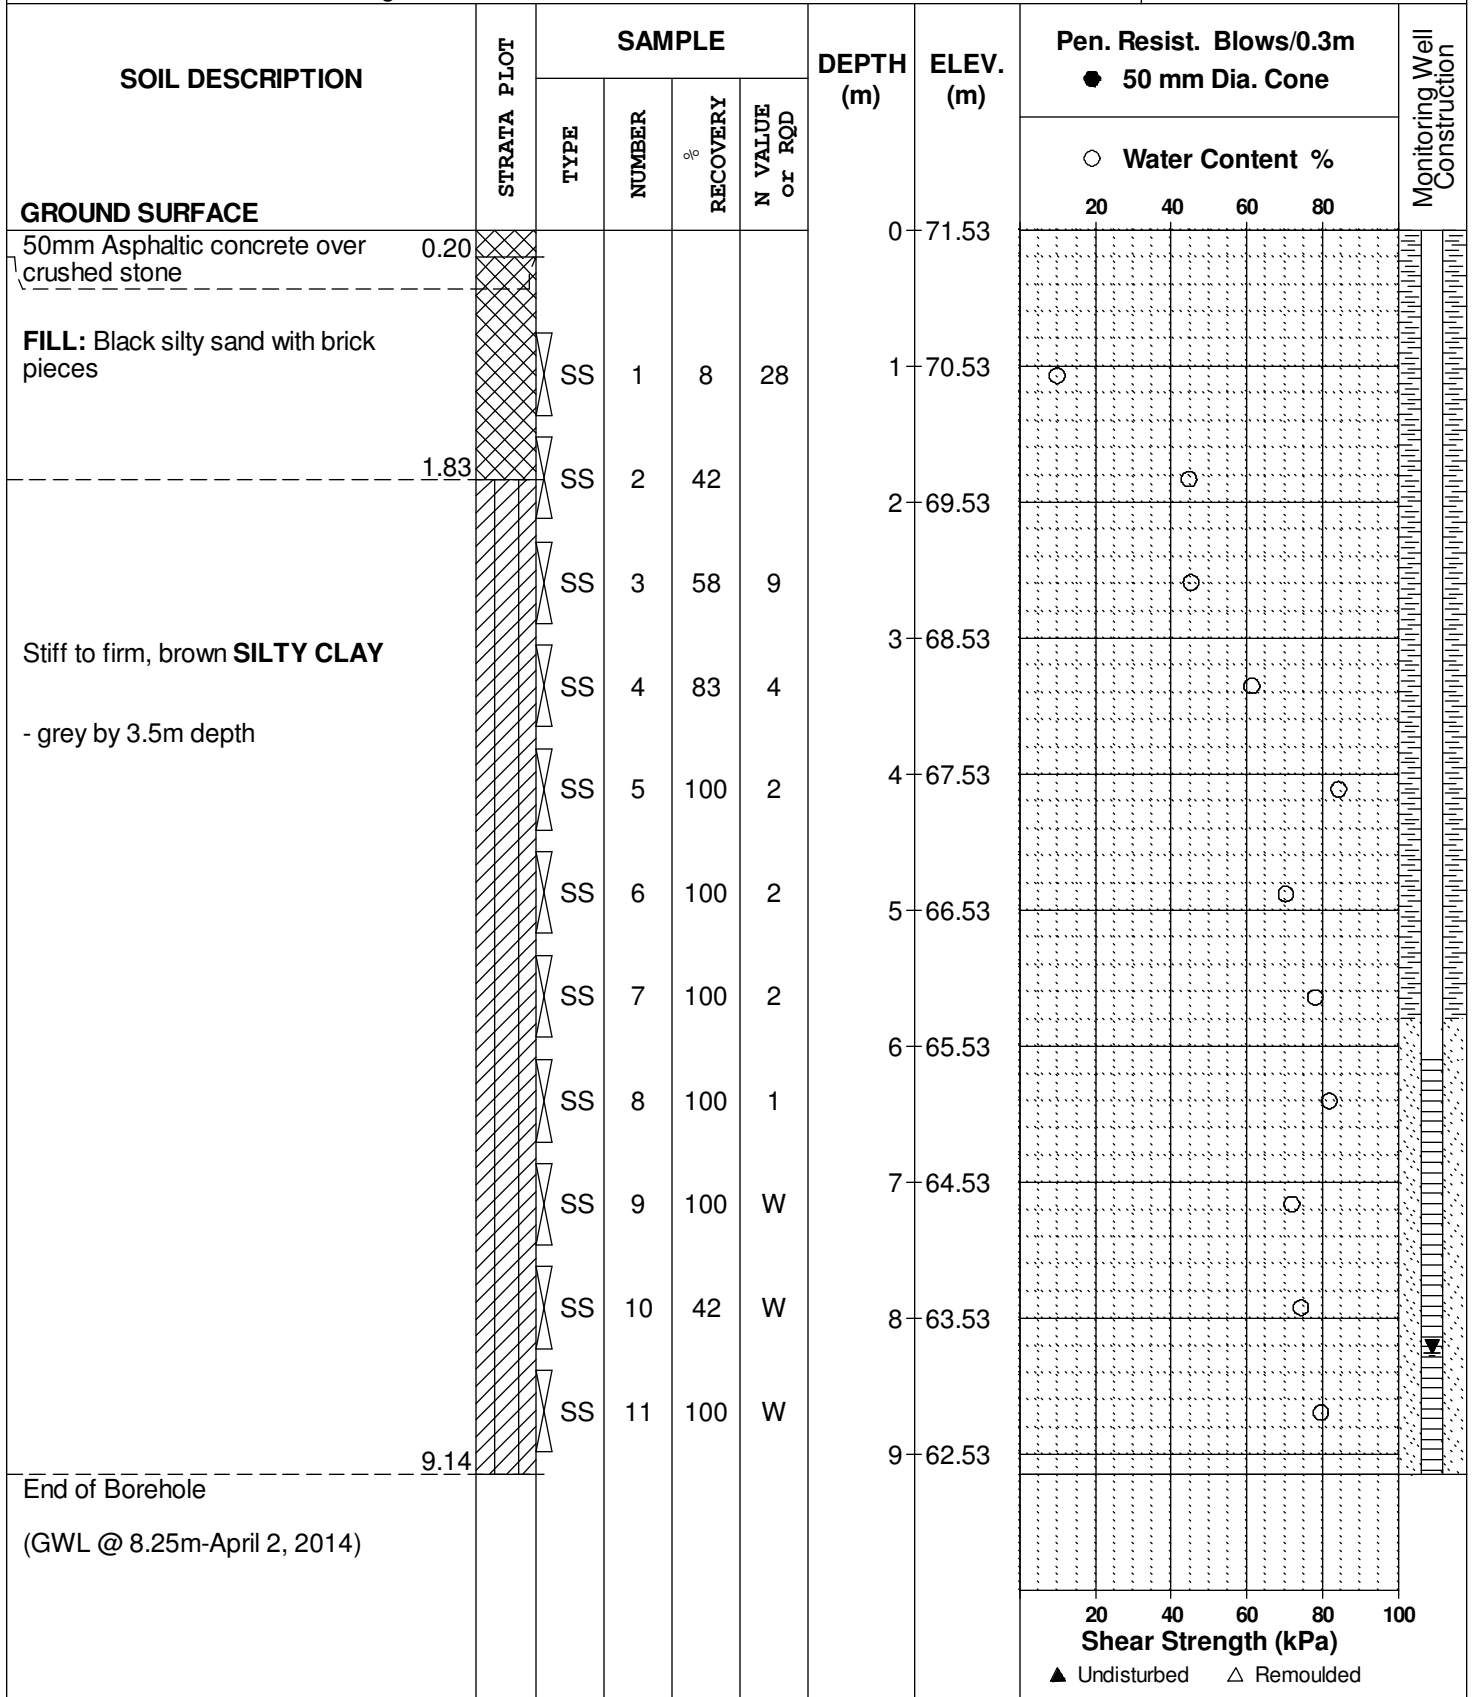 SOIL DESCRIPTION
GROUND SURFACE
STRATA PLOT
SAMPLE
TYPE
NUMBER
%
RECOVERY
N VALUE
or RQD
DEPTH
(m)
ELEV.
(m)
Pen. Resist. Blows/0.3m
● 50 mm Dia. Cone
○ Water Content %
20 40 60 80
Monitoring Well
Construction
0 71.53
50mm Asphaltic concrete over 0.20
crushed stone
FILL: Black silty sand with brick
pieces
1 70.53
SS 1 8 28
1.83
SS 2 42
2 69.53
SS 3 58 9
3 68.53
Stiff to firm, brown SILTY CLAY
SS 4 83 4
- grey by 3.5m depth
4 67.53
SS 5 100 2
SS 6 100 2
5 66.53
SS 7 100 2
6 65.53
SS 8 100 1
7 64.53
SS 9 100 W
SS 10 42 W
8 63.53
SS 11 100 W
9 62.53
9.14
End of Borehole
(GWL @ 8.25m-April 2, 2014)
20 40 60 80 100
Shear Strength (kPa)
▲ Undisturbed △ Remoulded